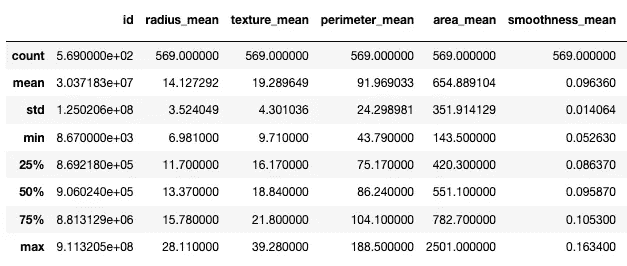 id radius_mean texture_mean perimeter_mean area_mean smoothness_mean
count 5.690000e+02 569.000000 569.000000 569.000000 569.000000 569.000000
mean 3.037183e+07 14.127292 19.289649 91.969033 654.889104 0.096360
std 1.250206e+08 3.524049 4.301036 24.298981 351.914129 0.014064
min 8.670000e+03 6.981000 9.710000 43.790000 143.500000 0.052630
25% 8.692180e+05 11.700000 16.170000 75.170000 420.300000 0.086370
50% 9.060240e+05 13.370000 18.840000 86.240000 551.100000 0.095870
75% 8.813129e+06 15.780000 21.800000 104.100000 782.700000 0.105300
max 9.113205e+08 28.110000 39.280000 188.500000 2501.000000 0.163400